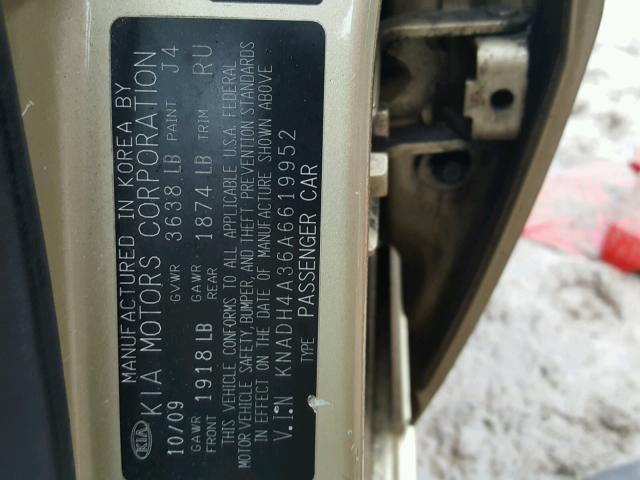 MANUFACTURED IN KOREA BY
KIA KIA MOTORS CORPORATION
10/09 GVWR 3638 LB PAINT J4
GAWR FRONT 1918 LB GAWR REAR 1874 LB TRIM RU
THIS VEHICLE CONFORMS TO ALL APPLICABLE U.S.A. FEDERAL
MOTOR VEHICLE SAFETY, BUMPER, AND THEFT PREVENTION STANDARDS
IN EFFECT ON THE DATE OF MANUFACTURE SHOWN ABOVE
V.I.N KNADH4A36A6619952
TYPE PASSENGER CAR